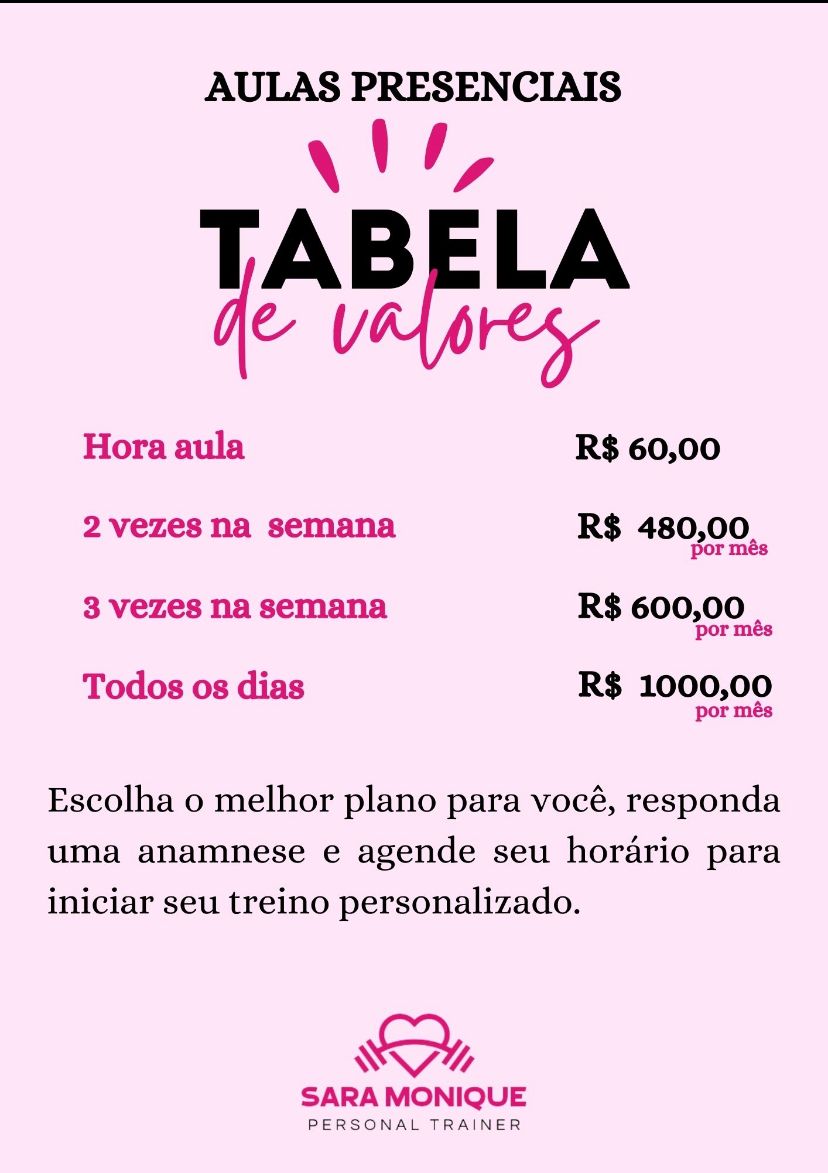 AULAS PRESENCIAIS
TABELA
de valores
Hora aula R$ 60,00
2 vezes na semana R$ 480,00
por mês
3 vezes na semana R$ 600,00
por mês
Todos os dias R$ 1000,00
por mês
Escolha o melhor plano para você, responda
uma anamnese e agende seu horário para
iniciar seu treino personalizado.
SARA MONIQUE
PERSONAL TRAINER